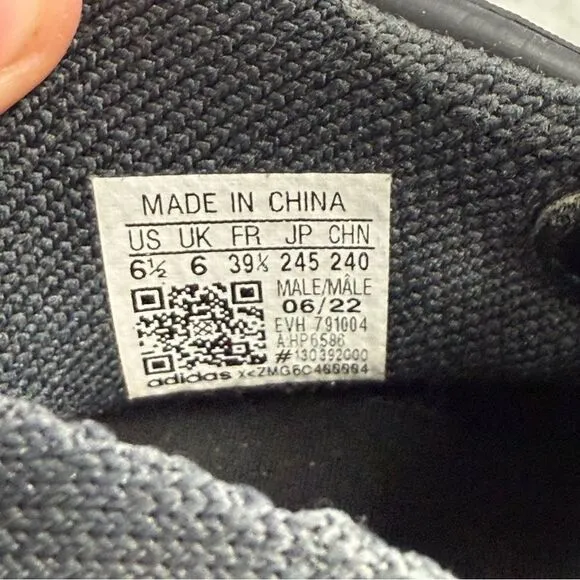 MADE IN CHINA
US UK FR JP CHN
6½ 6 39⅓ 245 240
MALE/MÂLE
06/22
EVH 791004
A:HP6586
#130392000
adidas